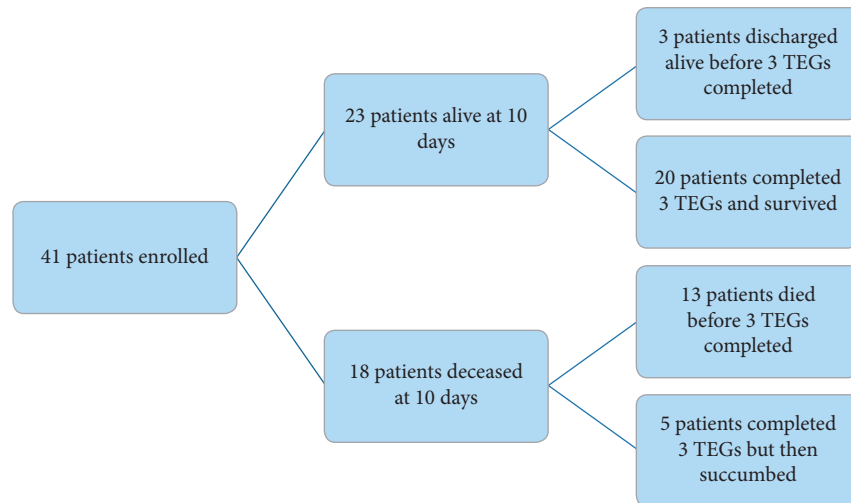 41 patients enrolled
23 patients alive at 10
days
18 patients deceased
at 10 days
3 patients discharged
alive before 3 TEGs
completed
20 patients completed
3 TEGs and survived
13 patients died
before 3 TEGs
completed
5 patients completed
3 TEGs but then
succumbed